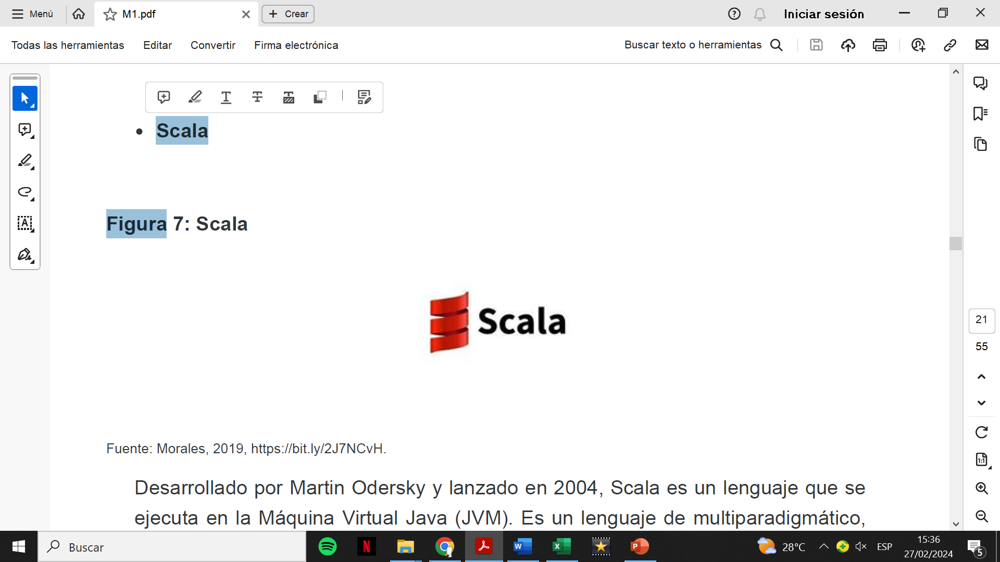 Menú
M1.pdf
Crear
Iniciar sesión
Todas las herramientas
Editar
Convertir
Firma electrónica
Buscar texto o herramientas
• Scala
Figura 7: Scala
Scala
Fuente: Morales, 2019, https://bit.ly/2J7NCvH.
Desarrollado por Martin Odersky y lanzado en 2004, Scala es un lenguaje que se
ejecuta en la Máquina Virtual Java (JVM). Es un lenguaje de multiparadigmático,
21
55
Buscar
28°C
ESP
15:36
27/02/2024
5